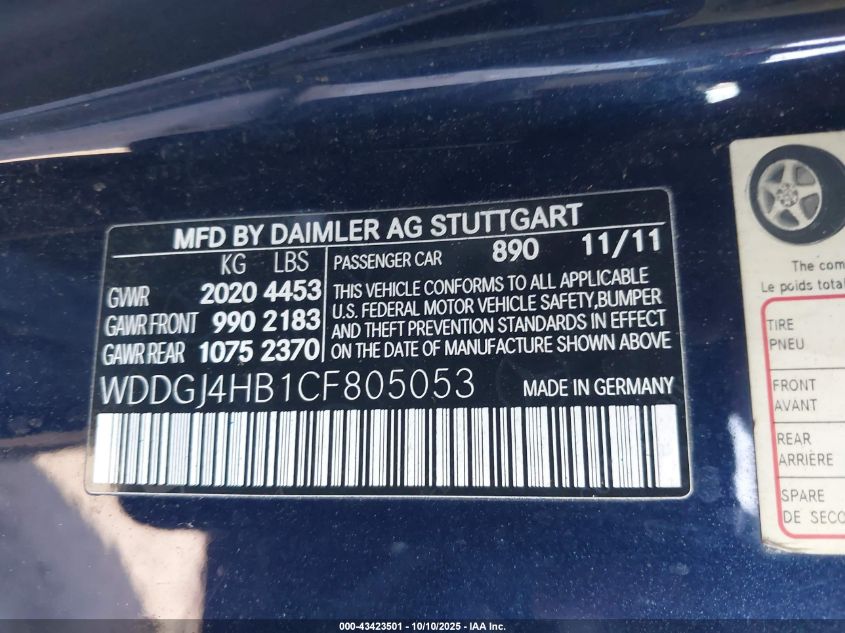 MFD BY DAIMLER AG STUTTGART
KG LBS
GVWR 2020 4453
GAWR FRONT 990 2183
GAWR REAR 1075 2370
PASSENGER CAR 890 11/11
THIS VEHICLE CONFORMS TO ALL APPLICABLE
U.S. FEDERAL MOTOR VEHICLE SAFETY,BUMPER
AND THEFT PREVENTION STANDARDS IN EFFECT
ON THE DATE OF MANUFACTURE SHOWN ABOVE
WDDGJ4HB1CF805053 MADE IN GERMANY
The com
Le poids total
TIRE
PNEU
FRONT
AVANT
REAR
ARRIÈRE
SPARE
DE SECO
000-43423501 - 10/10/2025 - IAA Inc.